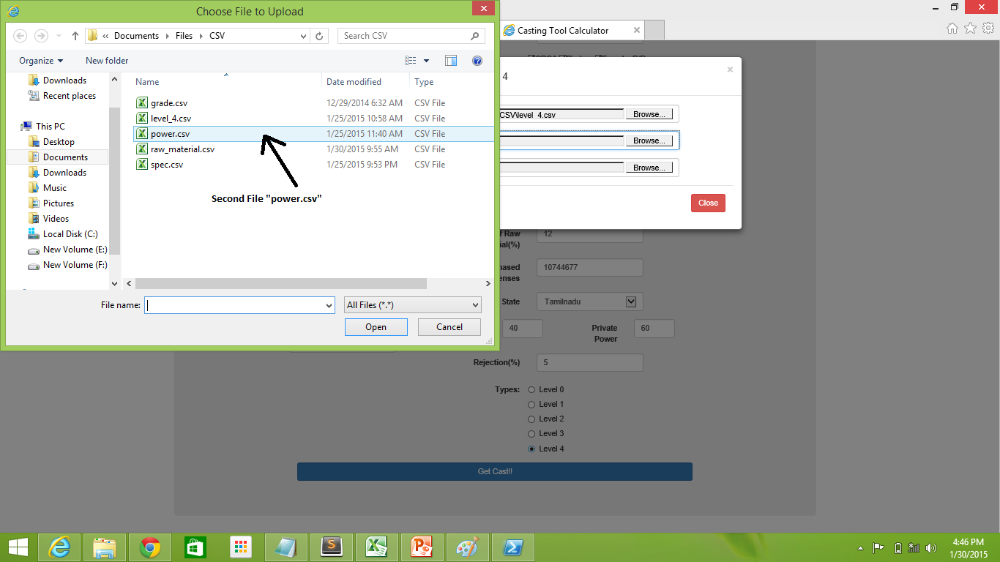 Choose File to Upload
« Documents Files CSV
Search CSV
Organize
New folder
Downloads
Recent places
This PC
Desktop
Documents
Downloads
Music
Pictures
Videos
Local Disk (C:)
New Volume (E:)
New Volume (F:)
Name Date modified Type
grade.csv 12/29/2014 6:32 AM CSV File
level_4.csv 1/25/2015 10:58 AM CSV File
power.csv 1/25/2015 11:40 AM CSV File
raw_material.csv 1/30/2015 9:55 AM CSV File
spec.csv 1/25/2015 9:53 PM CSV File
Second File "power.csv"
File name:
All Files (*.*)
Open
Cancel
Casting Tool Calculator
4
CSV\level_4.csv Browse...
Browse...
Browse...
Close
f Raw
ial(%)
12
hased
enses
10744677
State
Tamilnadu
40
Private
Power
60
Rejection(%)
5
Types:
Level 0
Level 1
Level 2
Level 3
Level 4
Get Cast!!
4:46 PM
1/30/2015